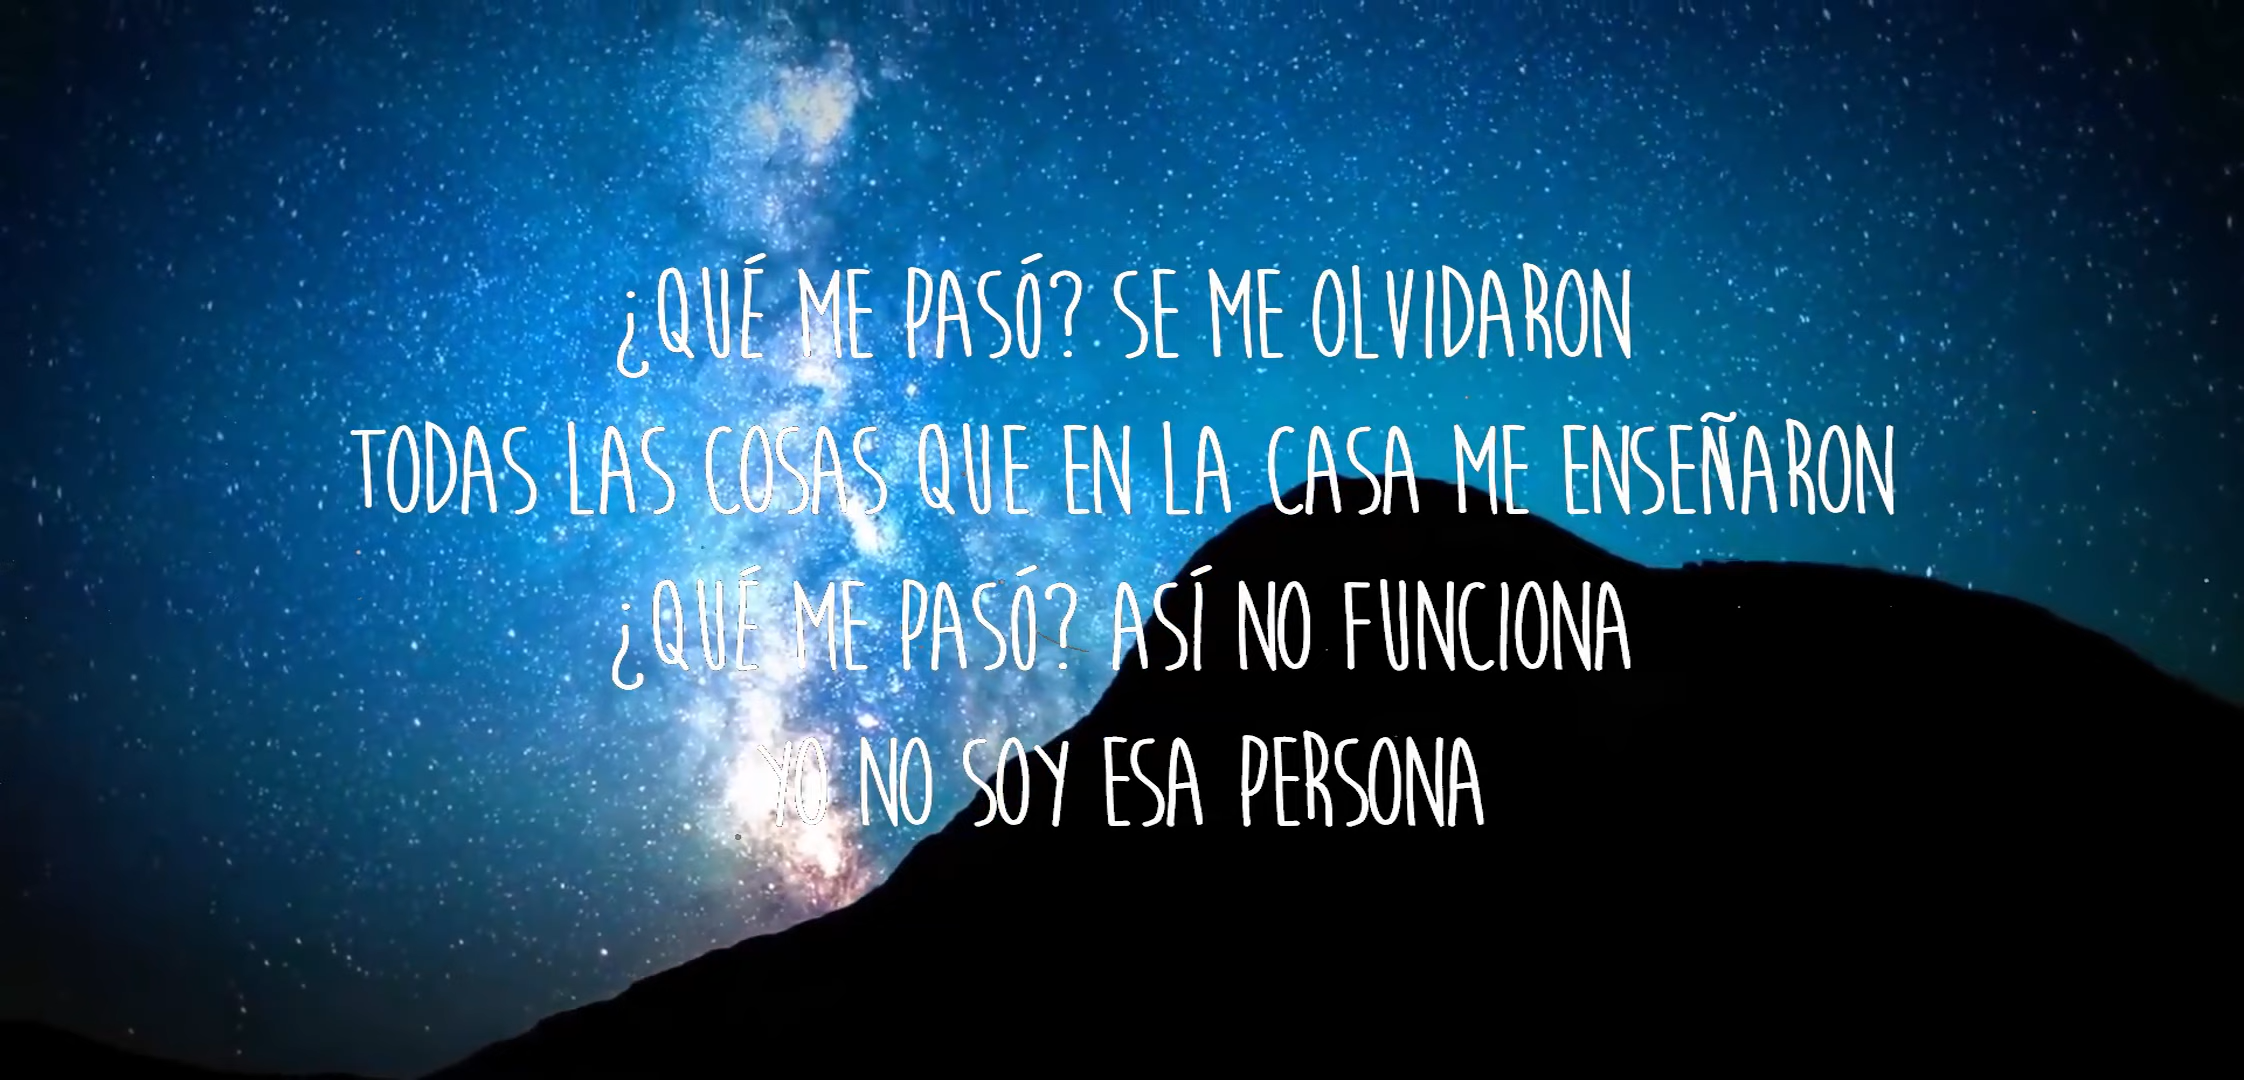 ¿QUÉ ME PASÓ? SE ME OLVIDARON
TODAS LAS COSAS QUE EN LA CASA ME ENSEÑARON
¿QUÉ ME PASÓ? ASÍ NO FUNCIONA
YO NO SOY ESA PERSONA